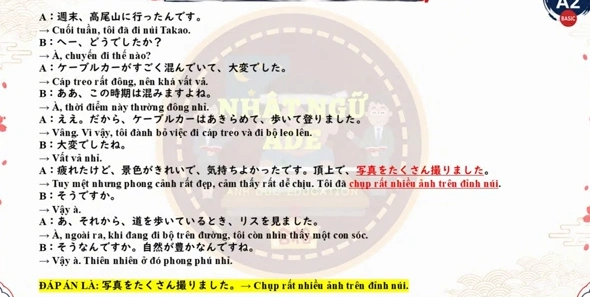 A2
BASIC
A：週末、高尾山に行ったんです。
→ Cuối tuần, tôi đã đi núi Takao.
B：へー、どうでしたか？
→ À, chuyến đi thế nào?
A：ケーブルカーがすごく混んでいて、大変でした。
→ Cáp treo rất đông, nên khá vất vả.
B：ああ、この時期は混みますよね。
→ À, thời điểm này thường đông nhỉ.
A：ええ。だから、ケーブルカーはあきらめて、歩いて登りました。
→ Vâng. Vì vậy, tôi đành bỏ việc đi cáp treo và đi bộ leo lên.
B：大変でしたね。
→ Vất vả nhỉ.
A：疲れたけど、景色がきれいで、気持ちよかったです。頂上で、写真をたくさん撮りました。
→ Tuy mệt nhưng phong cảnh rất đẹp, cảm thấy rất dễ chịu. Tôi đã chụp rất nhiều ảnh trên đỉnh núi.
B：そうですか。
→ Vậy à.
A：あ、それから、道を歩いているとき、リスを見ました。
→ À, ngoài ra, khi đang đi bộ trên đường, tôi còn nhìn thấy một con sóc.
B：そうなんですか。自然が豊かなんですね。
→ Vậy à. Thiên nhiên ở đó phong phú nhỉ.
ĐÁP ÁN LÀ: 写真をたくさん撮りました。→ Chụp rất nhiều ảnh trên đỉnh núi.
NHẬT NGỮ
ADE